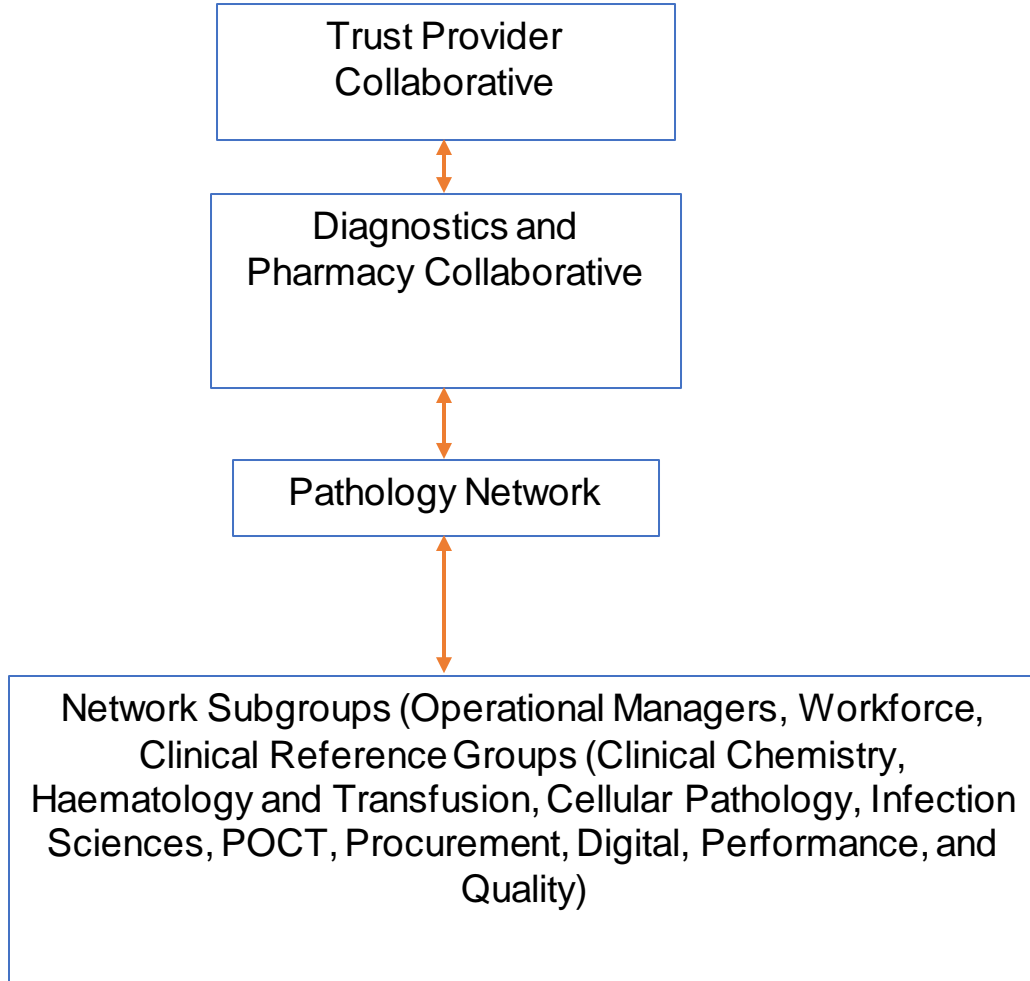 Trust Provider
Collaborative
Diagnostics and
Pharmacy Collaborative
Pathology Network
Network Subgroups (Operational Managers, Workforce,
Clinical Reference Groups (Clinical Chemistry,
Haematology and Transfusion, Cellular Pathology, Infection
Sciences, POCT, Procurement, Digital, Performance, and
Quality)